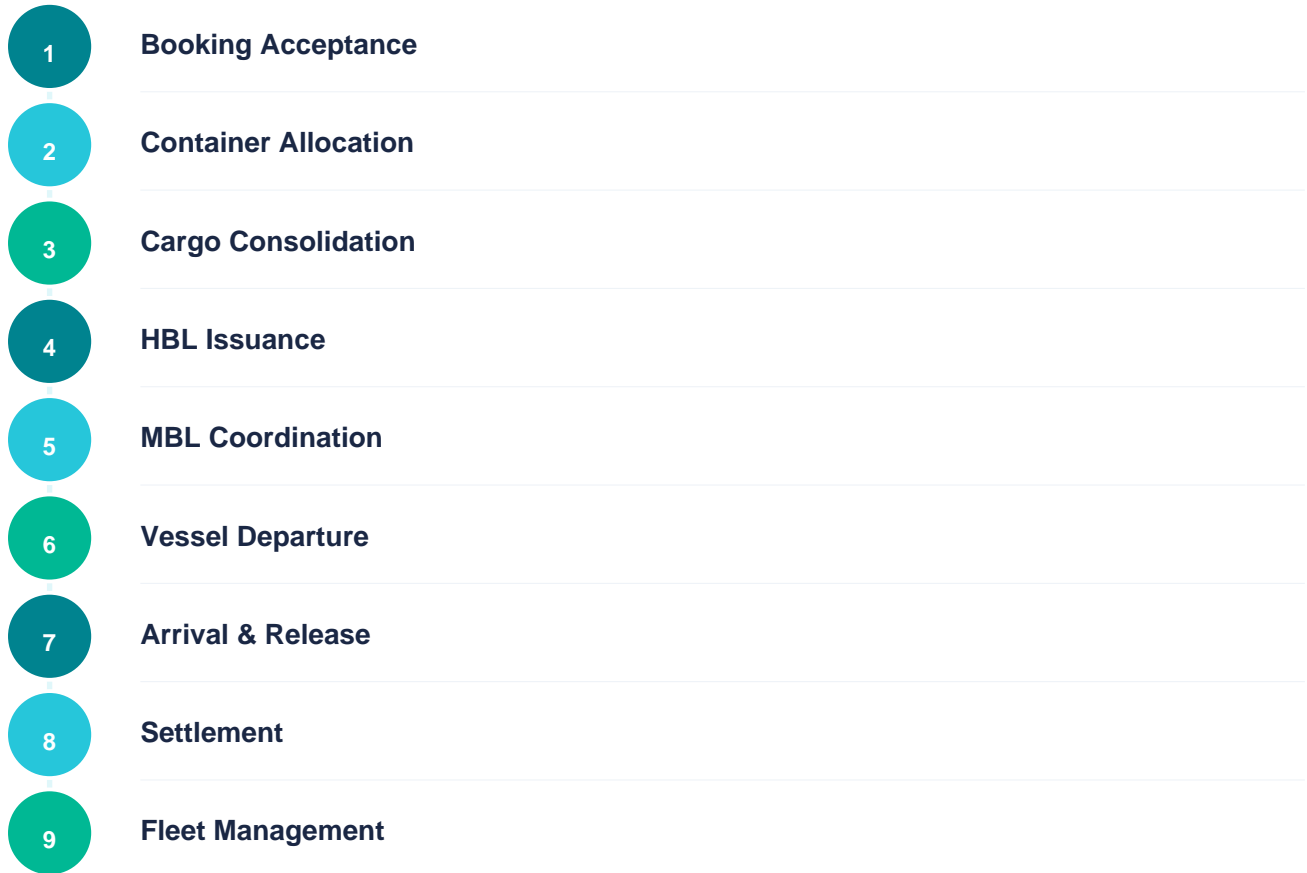 1 Booking Acceptance
2 Container Allocation
3 Cargo Consolidation
4 HBL Issuance
5 MBL Coordination
6 Vessel Departure
7 Arrival & Release
8 Settlement
9 Fleet Management